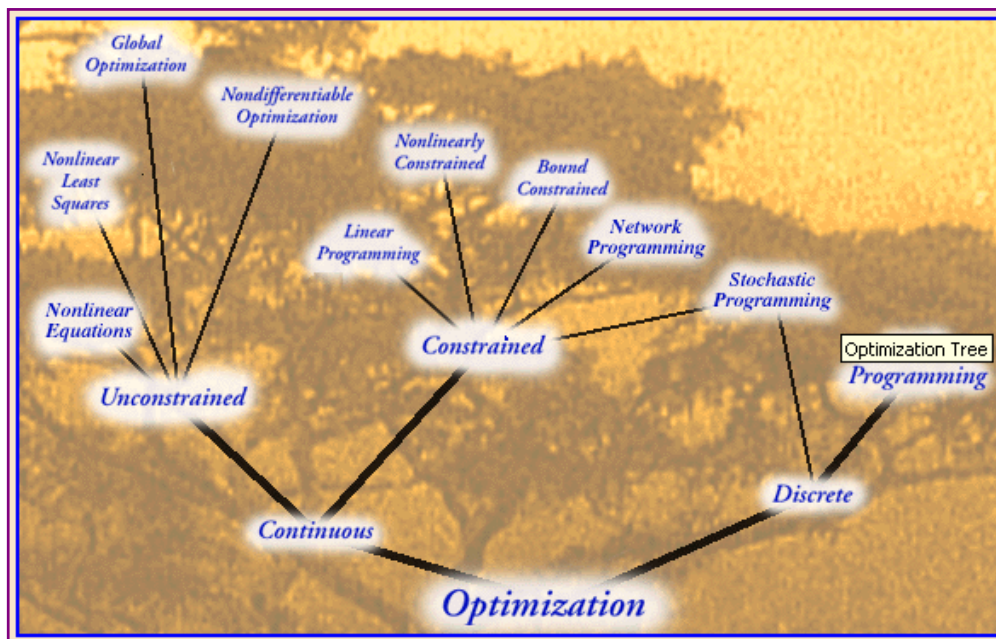 Global
Optimization
Nondifferentiable
Optimization
Nonlinearly
Constrained
Nonlinear
Least
Squares
Bound
Constrained
Linear
Programming
Network
Programming
Stochastic
Programming
Nonlinear
Equations
Constrained
Optimization Tree
Programming
Unconstrained
Discrete
Continuous
Optimization